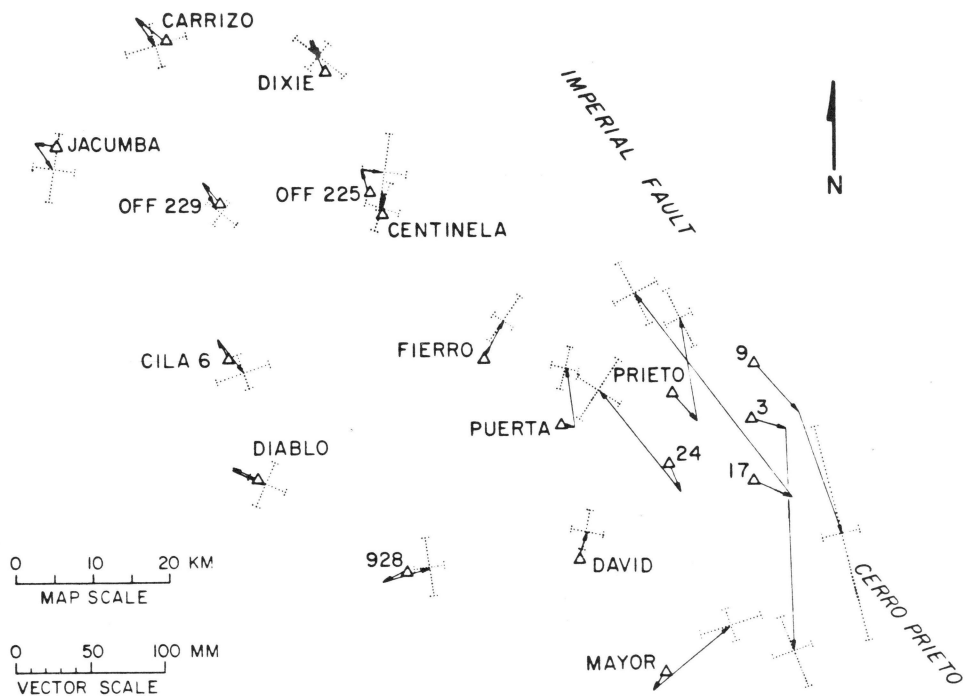 CARRIZO
DIXIE
IMPERIAL FAULT
JACUMBA
N
OFF 229
OFF 225
CENTINELA
FIERRO
CILA 6
PRIETO
9
3
PUERTA
24
17
DIABLO
928
DAVID
CERRO PRIETO
MAYOR
0 10 20 KM
MAP SCALE
0 50 100 MM
VECTOR SCALE